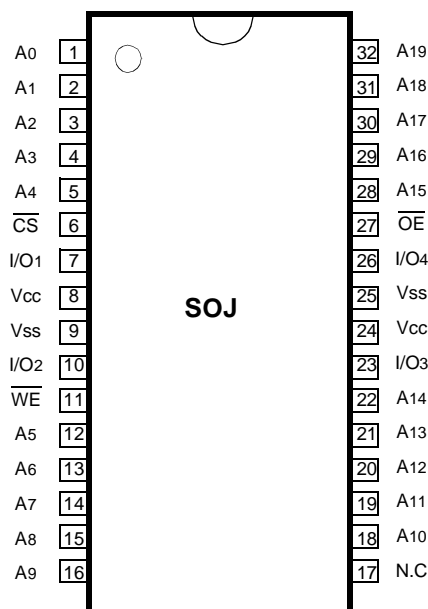 A0 1 32 A19
A1 2 31 A18
A2 3 30 A17
A3 4 29 A16
A4 5 28 A15
CS 6 27 OE
I/O1 7 26 I/O4
Vcc 8 25 Vss
SOJ
Vss 9 24 Vcc
I/O2 10 23 I/O3
WE 11 22 A14
A5 12 21 A13
A6 13 20 A12
A7 14 19 A11
A8 15 18 A10
A9 16 17 N.C